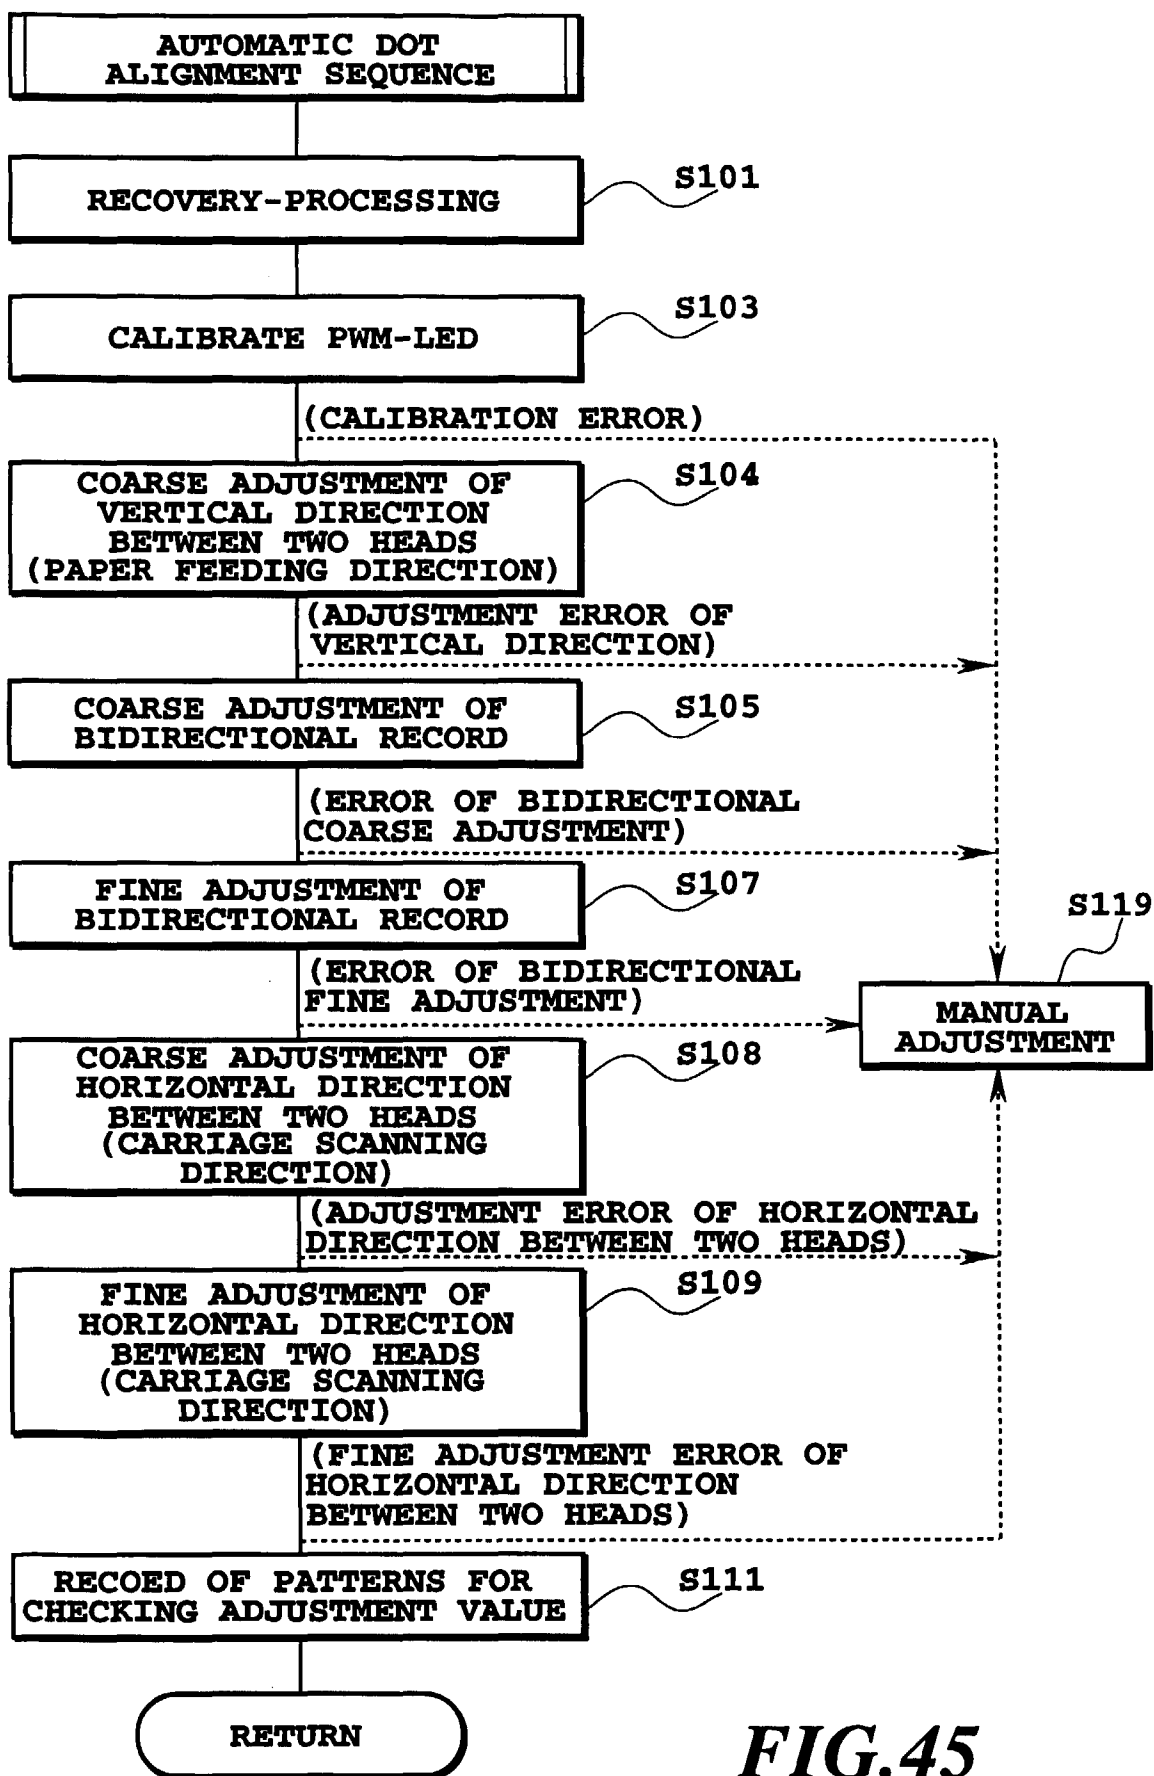 AUTOMATIC DOT
ALIGNMENT SEQUENCE
RECOVERY-PROCESSING
S101
CALIBRATE PWM-LED
S103
(CALIBRATION ERROR)
COARSE ADJUSTMENT OF
VERTICAL DIRECTION
BETWEEN TWO HEADS
(PAPER FEEDING DIRECTION)
S104
(ADJUSTMENT ERROR OF
VERTICAL DIRECTION)
COARSE ADJUSTMENT OF
BIDIRECTIONAL RECORD
S105
(ERROR OF BIDIRECTIONAL
COARSE ADJUSTMENT)
FINE ADJUSTMENT OF
BIDIRECTIONAL RECORD
S107
(ERROR OF BIDIRECTIONAL
FINE ADJUSTMENT)
S119
MANUAL
ADJUSTMENT
COARSE ADJUSTMENT OF
HORIZONTAL DIRECTION
BETWEEN TWO HEADS
(CARRIAGE SCANNING
DIRECTION)
S108
(ADJUSTMENT ERROR OF HORIZONTAL
DIRECTION BETWEEN TWO HEADS)
FINE ADJUSTMENT OF
HORIZONTAL DIRECTION
BETWEEN TWO HEADS
(CARRIAGE SCANNING
DIRECTION)
S109
(FINE ADJUSTMENT ERROR OF
HORIZONTAL DIRECTION
BETWEEN TWO HEADS)
RECOED OF PATTERNS FOR
CHECKING ADJUSTMENT VALUE
S111
RETURN
FIG.45